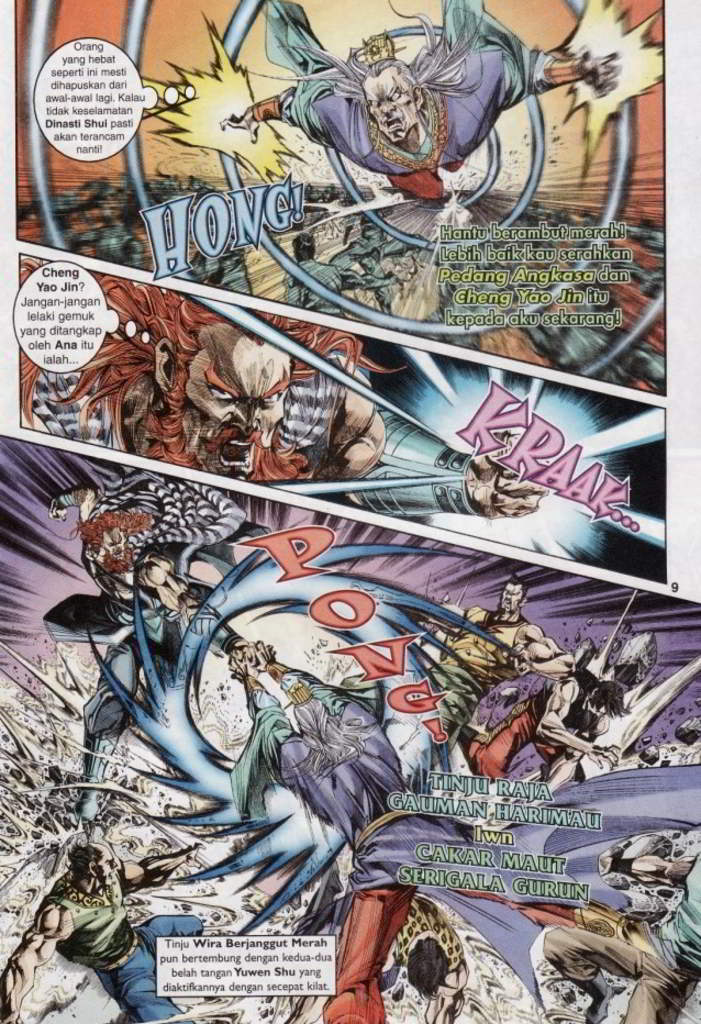 Orang
yang hebat
seperti ini mesti
dihapuskan pada
awal-awal lagi. Kalau
tidak keselamatan
Dinasti Shui pasti
akan terancam
nanti!
HONG!
Hantu berambut merah!
Lebih baik kau serahkan
Pedang Angkasa dan
Cheng Yao Jin itu
kepada aku sekarang!
Cheng
Yao Jin?
Jangan-jangan
lelaki gemuk
yang ditangkap
oleh Ana itu
ialah...
KRAAK...
9
PONG!
TINJU RAJA
GAUMAN HARIMAU
lwn
CAKAR MAUT
SERIGALA GURUN
Tinju Wira Berjanggut Merah
pun bertembung dengan kedua-dua
belah tangan Yuwen Shu yang
diaktifkannya dengan secepat kilat.